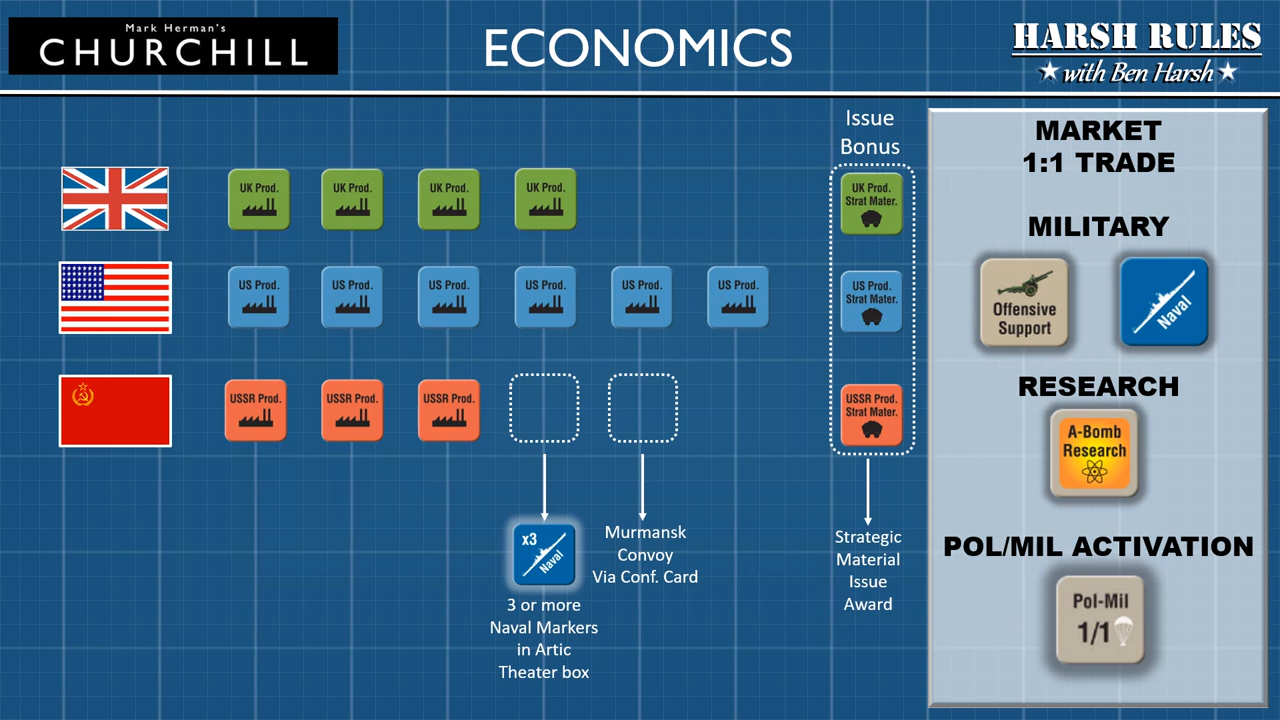 Mark Herman's
CHURCHILL
ECONOMICS
HARSH RULES
with Ben Harsh
Issue
Bonus
UK Prod.
UK Prod.
UK Prod.
UK Prod.
UK Prod.
Strat Mater.
US Prod.
US Prod.
US Prod.
US Prod.
US Prod.
US Prod.
US Prod.
Strat Mater.
USSR Prod.
USSR Prod.
USSR Prod.
USSR Prod.
Strat Mater.
x3
Naval
3 or more
Naval Markers
in Artic
Theater box
Murmansk
Convoy
Via Conf. Card
Strategic
Material
Issue
Award
MARKET
1:1 TRADE
MILITARY
Offensive
Support
Naval
RESEARCH
A-Bomb
Research
POL/MIL ACTIVATION
Pol-Mil
1/1